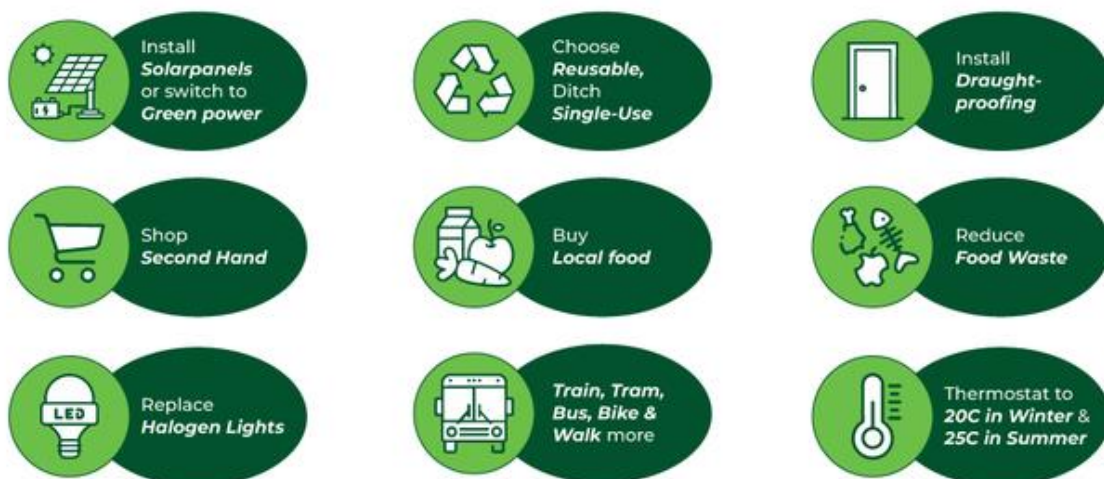 Install
Solarpanels
or switch to
Green power
Choose
Reusable,
Ditch
Single-Use
Install
Draught-
proofing
Shop
Second Hand
Buy
Local food
Reduce
Food Waste
LED
Replace
Halogen Lights
Train, Tram,
Bus, Bike &
Walk more
Thermostat to
20C in Winter &
25C in Summer